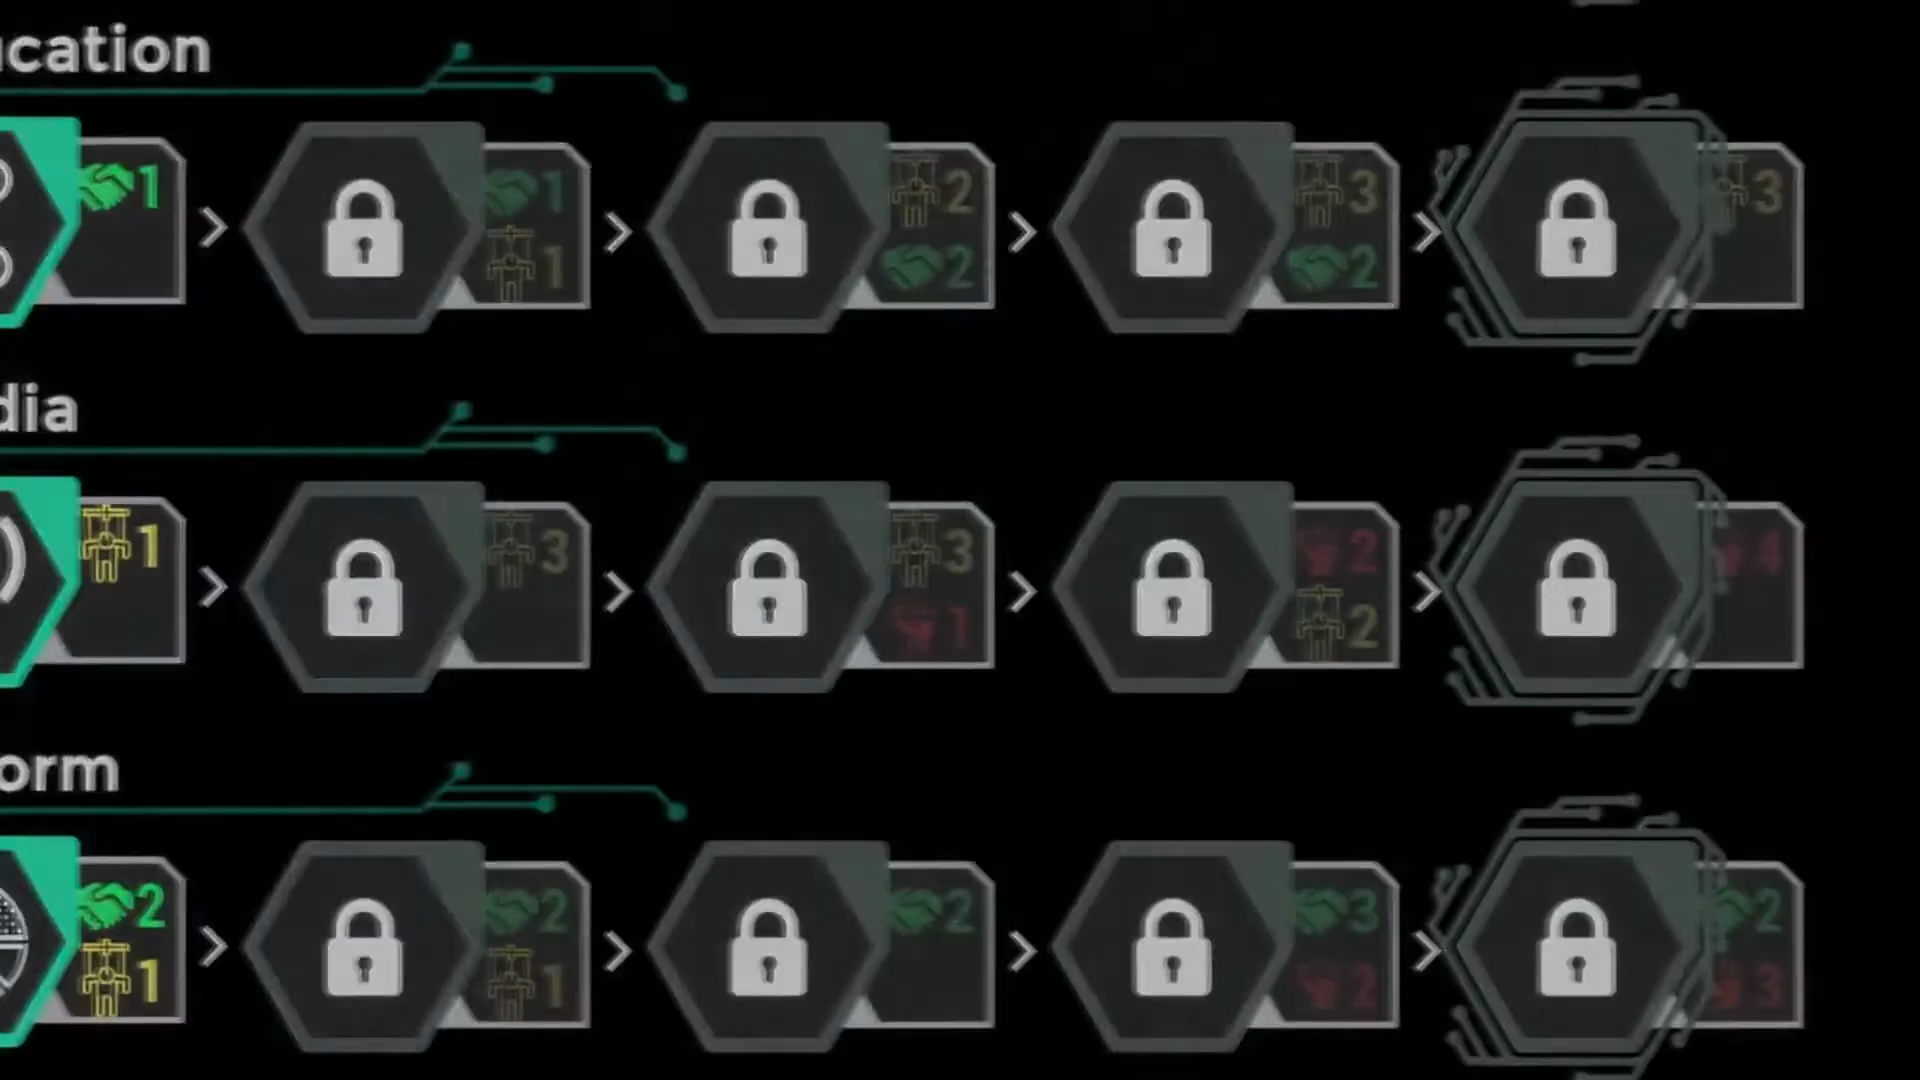 ucation
1 1 2 3 3
1 2 2
dia
1 3 3 2 4
1 2
orm
2 2 2 3 2
1 1 2 3